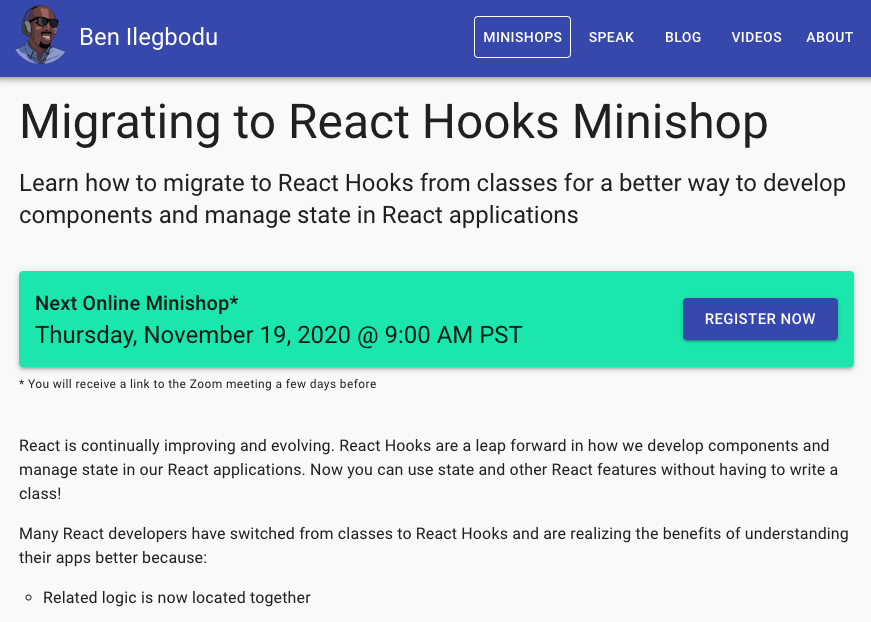 Ben Ilegbodu
MINISHOPS
SPEAK
BLOG
VIDEOS
ABOUT
Migrating to React Hooks Minishop
Learn how to migrate to React Hooks from classes for a better way to develop
components and manage state in React applications
Next Online Minishop*
Thursday, November 19, 2020 @ 9:00 AM PST
REGISTER NOW
* You will receive a link to the Zoom meeting a few days before
React is continually improving and evolving. React Hooks are a leap forward in how we develop components and
manage state in our React applications. Now you can use state and other React features without having to write a
class!
Many React developers have switched from classes to React Hooks and are realizing the benefits of understanding
their apps better because:
Related logic is now located together